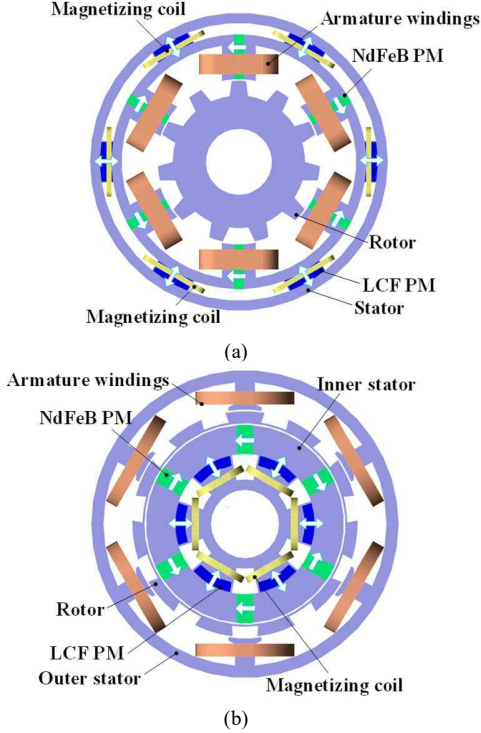 Magnetizing coil
Armature windings
NdFeB PM
Rotor
LCF PM
Stator
Magnetizing coil
(a)
Armature windings
Inner stator
NdFeB PM
Rotor
LCF PM
Outer stator
Magnetizing coil
(b)